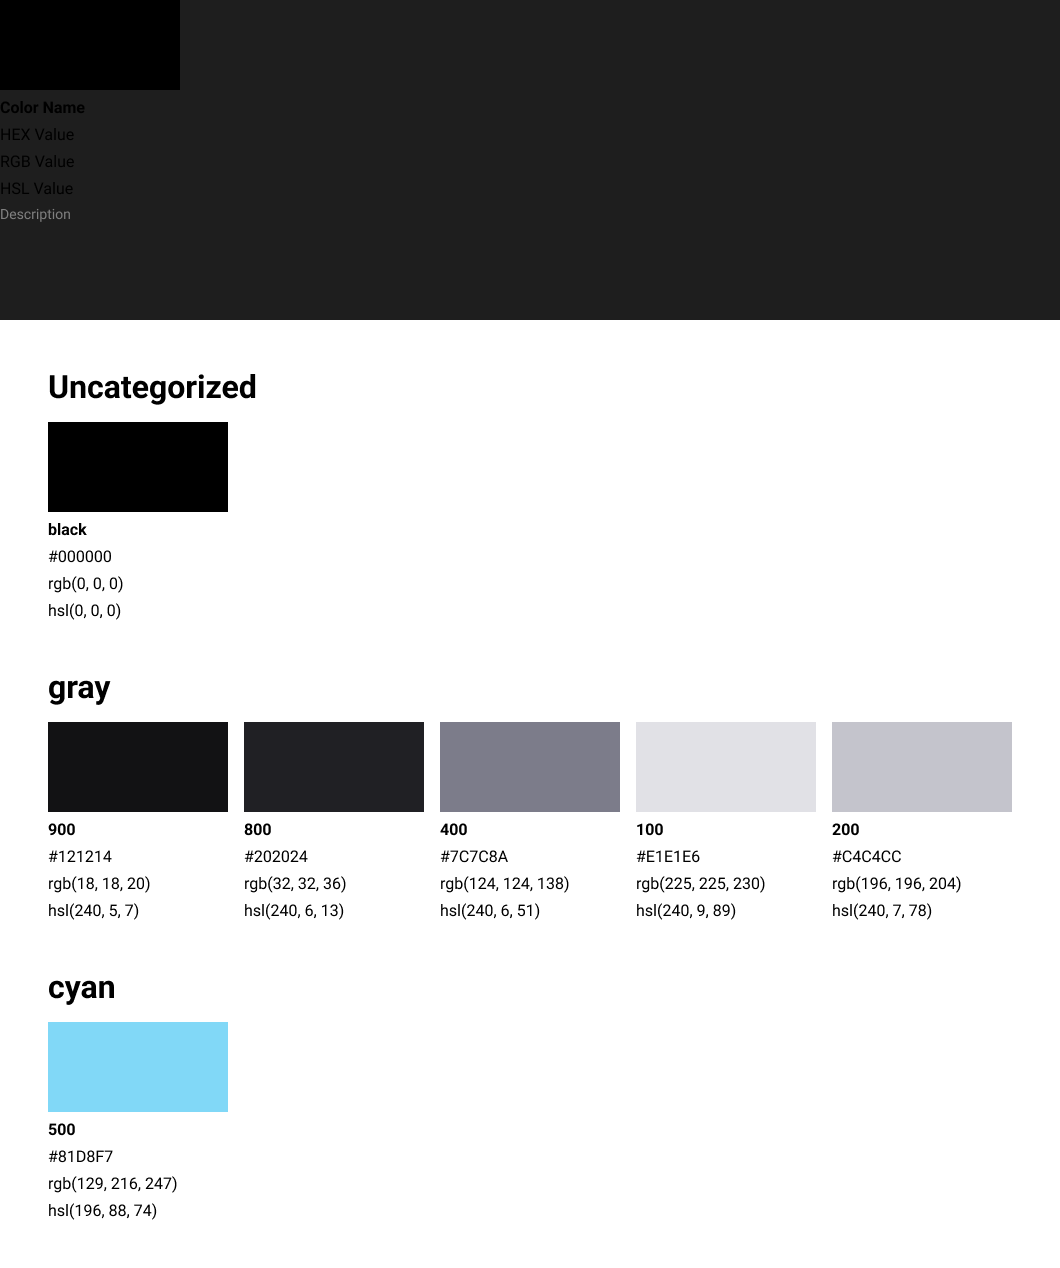 Color Name
HEX Value
RGB Value
HSL Value
Description
Uncategorized
black
#000000
rgb(0, 0, 0)
hsl(0, 0, 0)
gray
900 800 400 100 200
#121214 #202024 #7C7C8A #E1E1E6 #C4C4CC
rgb(18, 18, 20) rgb(32, 32, 36) rgb(124, 124, 138) rgb(225, 225, 230) rgb(196, 196, 204)
hsl(240, 5, 7) hsl(240, 6, 13) hsl(240, 6, 51) hsl(240, 9, 89) hsl(240, 7, 78)
cyan
500
#81D8F7
rgb(129, 216, 247)
hsl(196, 88, 74)